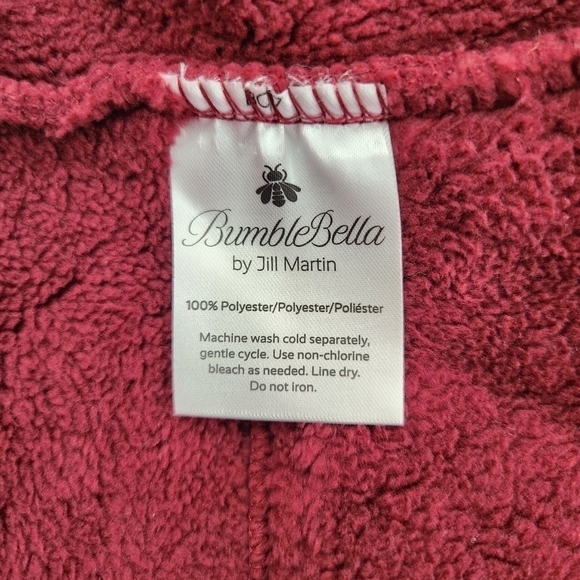 BumbleBella
by Jill Martin
100% Polyester/Polyester/Poliéster
Machine wash cold separately,
gentle cycle. Use non-chlorine
bleach as needed. Line dry.
Do not iron.